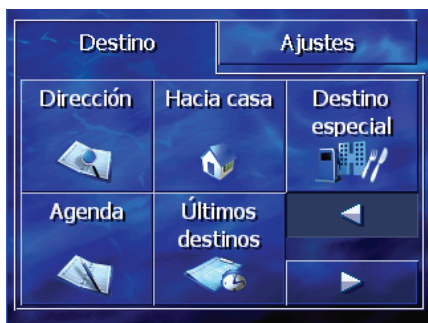 Destino
Ajustes
Dirección
Hacia casa
Destino
especial
Agenda
Últimos
destinos